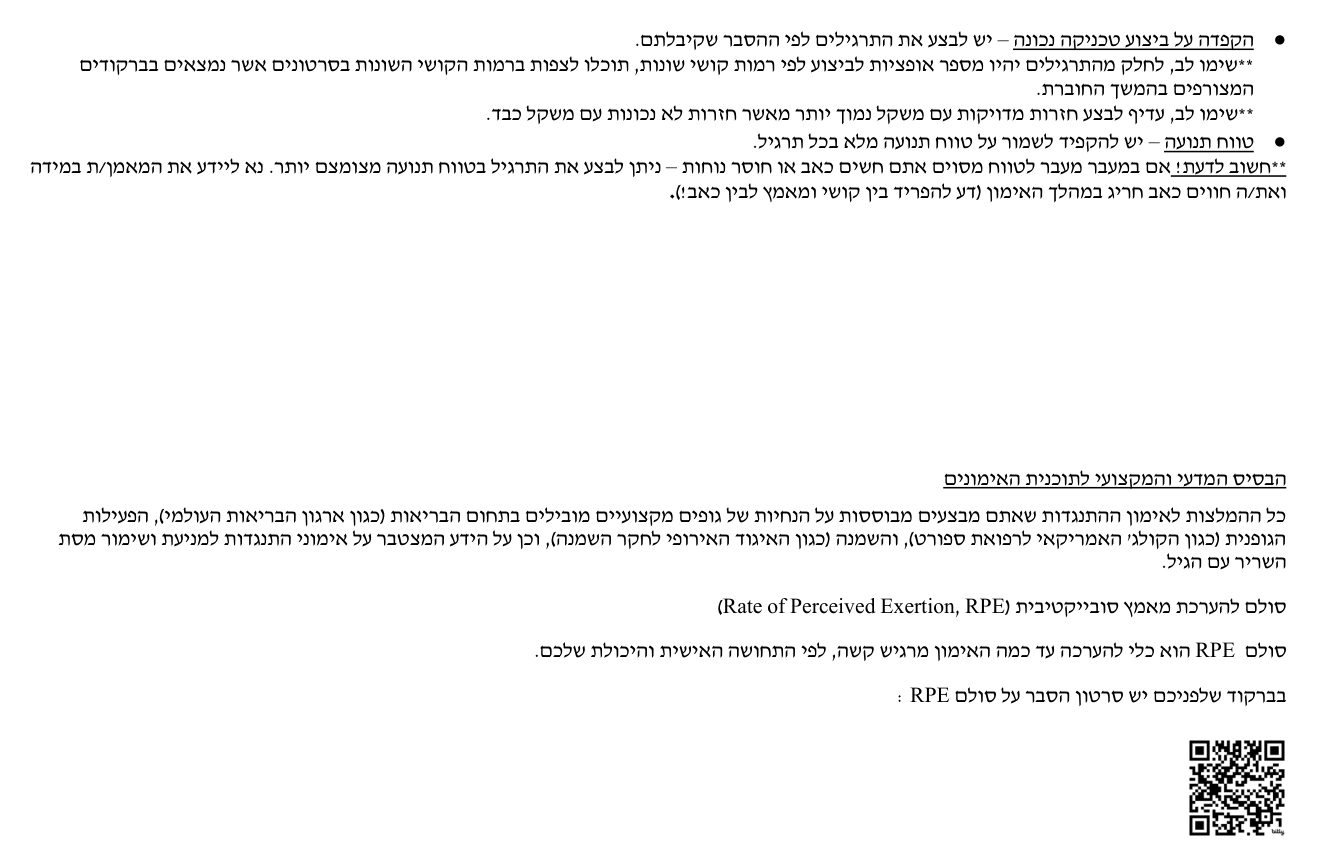 ● הקפדה על ביצוע טכניקה נכונה – יש לבצע את התרגילים לפי ההסבר שקיבלתם.
**שימו לב, לחלק מהתרגילים יהיו מספר אופציות לביצוע לפי רמות קושי שונות, תוכלו לצפות ברמות הקושי השונות בסרטונים אשר נמצאים בברקודים
המצורפים בהמשך החוברת.
**שימו לב, עדיף לבצע חזרות מדויקות עם משקל נמוך יותר מאשר חזרות לא נכונות עם משקל כבד.
● טווח תנועה – יש להקפיד לשמור על טווח תנועה מלא בכל תרגיל.
**חשוב לדעת! אם במעבר מעבר לטווח מסוים אתם חשים כאב או חוסר נוחות – ניתן לבצע את התרגיל בטווח תנועה מצומצם יותר. נא ליידע את המאמן/ת במידה
ואת/ה חווים כאב חריג במהלך האימון (דע להפריד בין קושי ומאמץ לבין כאב!).
הבסיס המדעי והמקצועי לתוכנית האימונים
כל ההמלצות לאימון ההתנגדות שאתם מבצעים מבוססות על הנחיות של גופים מקצועיים מובילים בתחום הבריאות (כגון ארגון הבריאות העולמי), הפעילות
הגופנית (כגון הקולג' האמריקאי לרפואת ספורט), והשמנה (כגון האיגוד האירופי לחקר השמנה), וכן על הידע המצטבר על אימוני התנגדות למניעת ושימור מסת
השריר עם הגיל.
סולם להערכת מאמץ סובייקטיבית (Rate of Perceived Exertion, RPE)
סולם RPE הוא כלי להערכה עד כמה האימון מרגיש קשה, לפי התחושה האישית והיכולת שלכם.
בברקוד שלפניכם יש סרטון הסבר על סולם RPE :
bitly